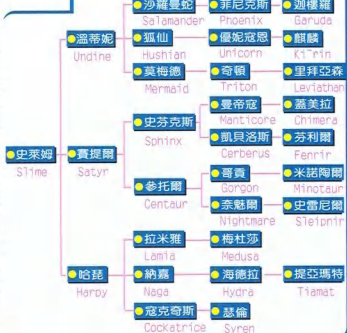 沙羅曼蛇 菲尼克斯 迦樓羅
Salamander Phoenix Garuda
溫蒂妮 狐仙 優妮寇恩 麒麟
Undine Hushian Unicorn Ki~rin
莫梅德 奇頓 里拜亞森
Mermaid Triton Leviathan
曼帝寇 蓋美拉
史芬克斯 Manticore Chimera
Sphinx 凱貝洛斯 芬利爾
Cerberus Fenrir
史萊姆 賽提爾 哥貢 米諾陶爾
Slime Satyr 參托爾 Gorgon Minotaur
Centaur 奈魅爾 史雷尼爾
Nightmare Sleipnir
拉米雅 梅杜莎
Lamia Medusa
哈琵 納嘉 海德拉 提亞瑪特
Harpy Naga Hydra Tiamat
寇克奇斯 瑟倫
Cockatrice Syren